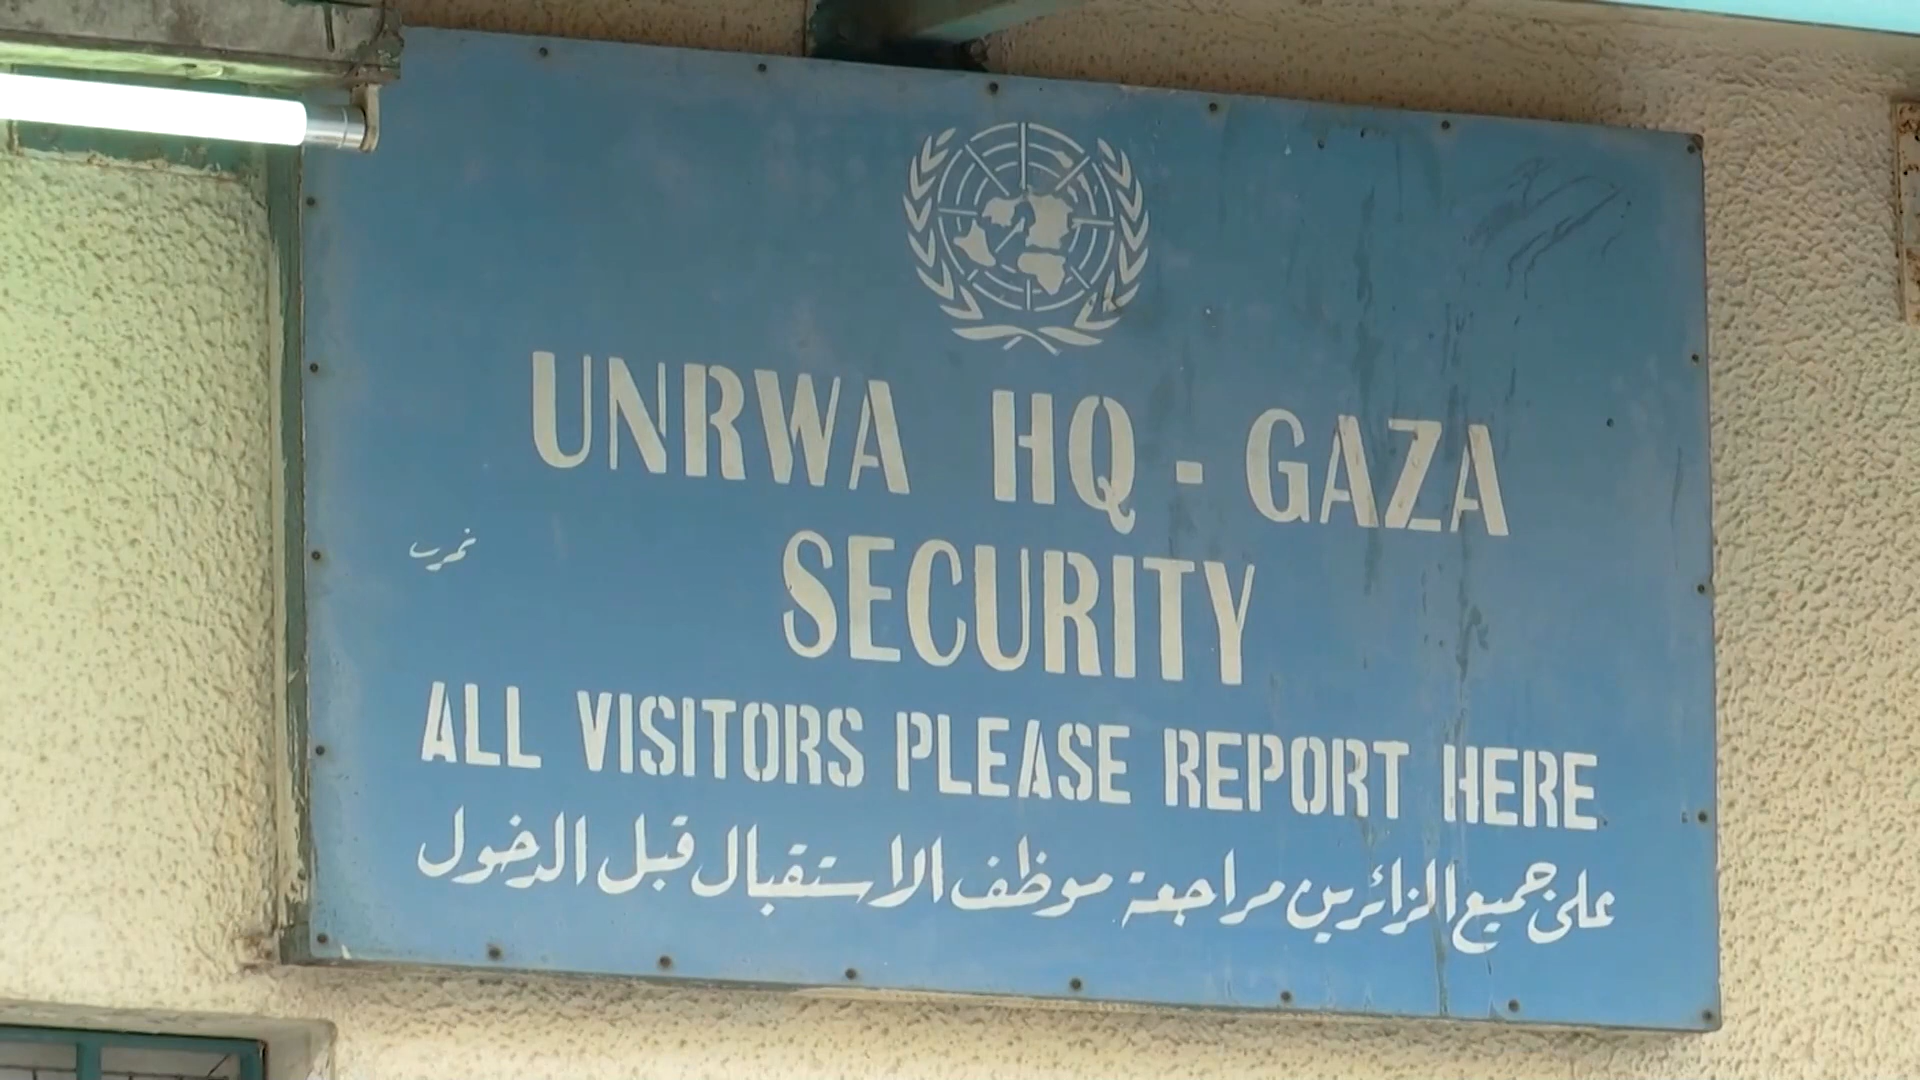 UNRWA HQ - GAZA
SECURITY
ALL VISITORS PLEASE REPORT HERE
على جميع الزائرين مراجعة موظف الاستقبال قبل الدخول